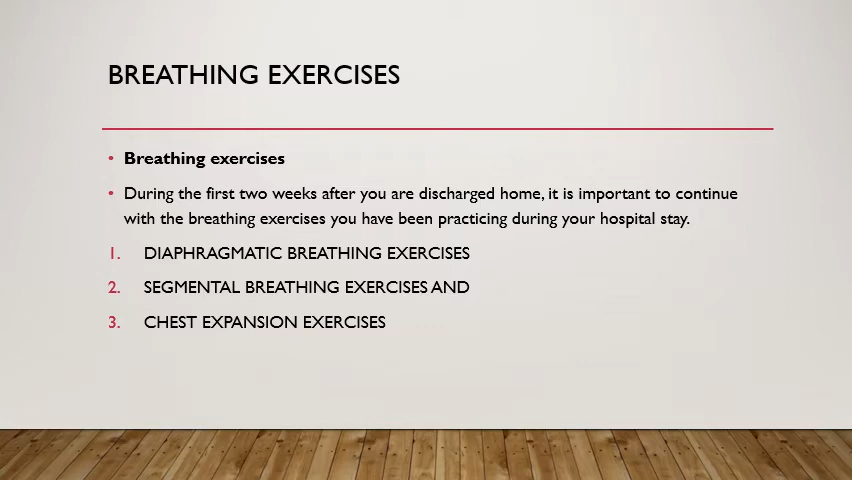 BREATHING EXERCISES
• Breathing exercises
• During the first two weeks after you are discharged home, it is important to continue
with the breathing exercises you have been practicing during your hospital stay.
1. DIAPHRAGMATIC BREATHING EXERCISES
2. SEGMENTAL BREATHING EXERCISES AND
3. CHEST EXPANSION EXERCISES